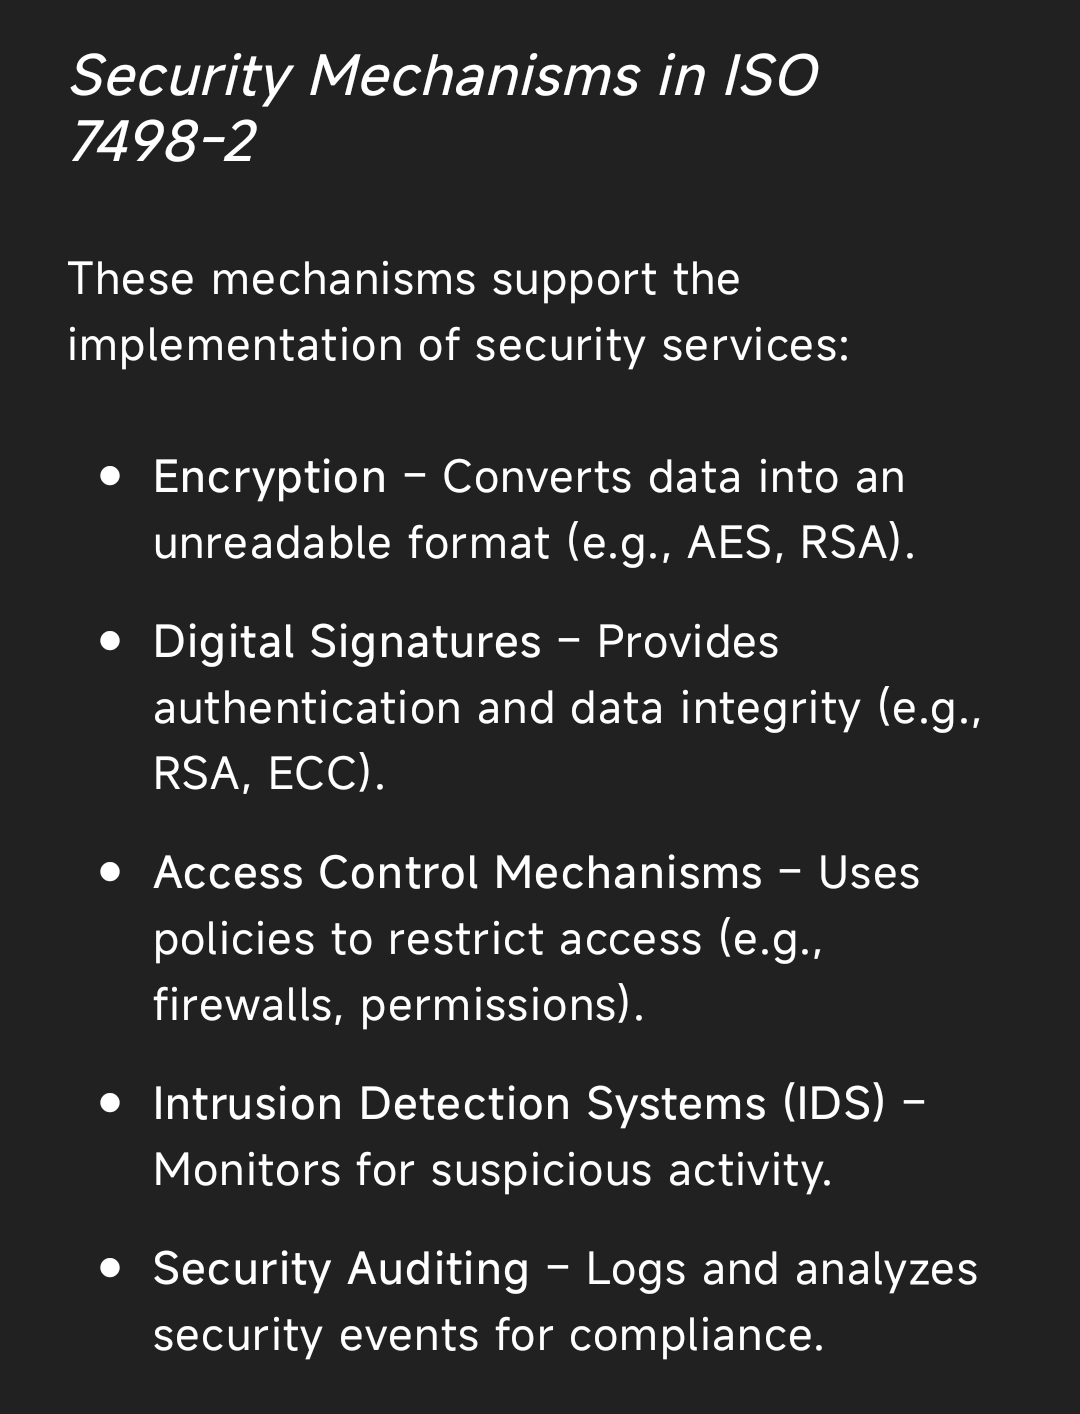 Security Mechanisms in ISO
7498-2
These mechanisms support the
implementation of security services:
• Encryption – Converts data into an
unreadable format (e.g., AES, RSA).
• Digital Signatures – Provides
authentication and data integrity (e.g.,
RSA, ECC).
• Access Control Mechanisms – Uses
policies to restrict access (e.g.,
firewalls, permissions).
• Intrusion Detection Systems (IDS) –
Monitors for suspicious activity.
• Security Auditing – Logs and analyzes
security events for compliance.